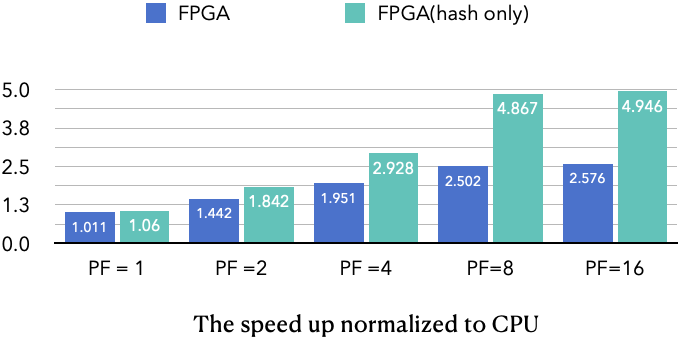 FPGA FPGA(hash only)
5.0
3.8
2.5
1.3
0.0
1.011 1.06 1.442 1.842 1.951 2.928 2.502 4.867 2.576 4.946
PF = 1 PF =2 PF =4 PF=8 PF=16
The speed up normalized to CPU